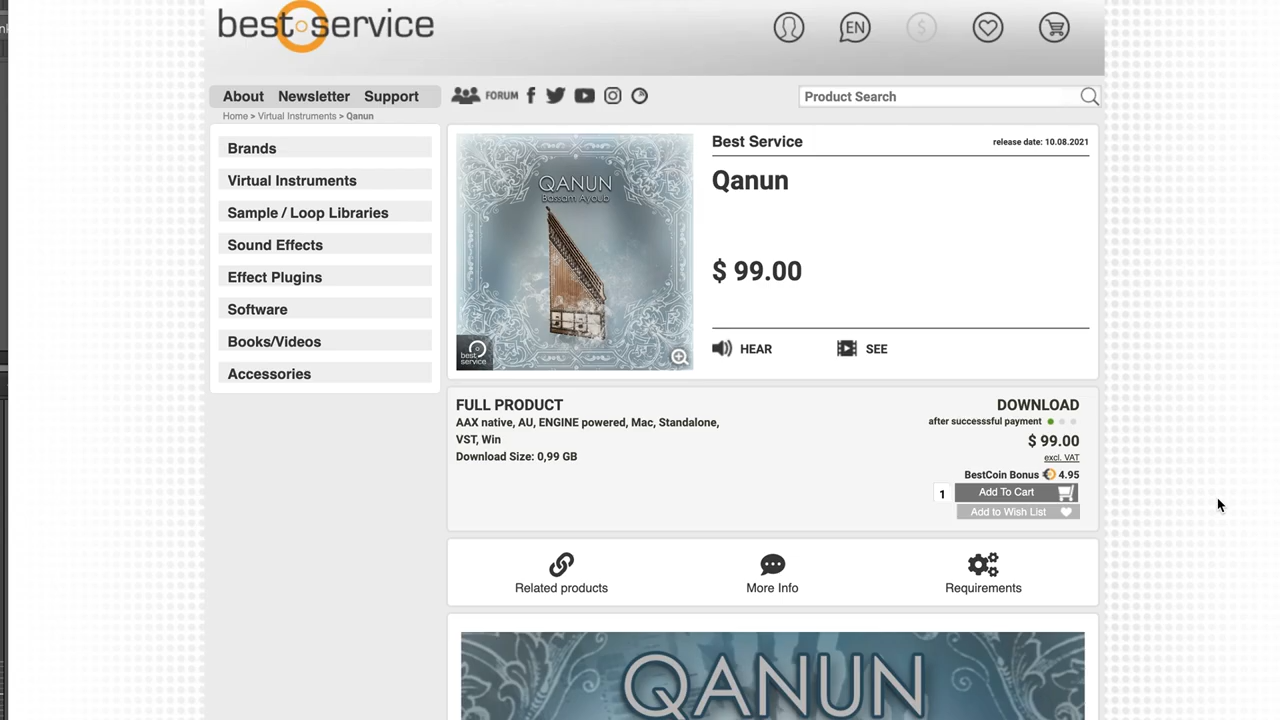 best service
EN
$
About Newsletter Support
FORUM
Product Search
Home > Virtual Instruments > Qanun
Brands
Virtual Instruments
Sample / Loop Libraries
Sound Effects
Effect Plugins
Software
Books/Videos
Accessories
QANUN
Bassam Ayoub
best
service
Best Service
release date: 10.08.2021
Qanun
$ 99.00
HEAR
SEE
FULL PRODUCT
AAX native, AU, ENGINE powered, Mac, Standalone,
VST, Win
Download Size: 0,99 GB
DOWNLOAD
after successsful payment
$ 99.00
excl. VAT
BestCoin Bonus 4.95
1 Add To Cart
Add to Wish List
Related products
More Info
Requirements
QANUN